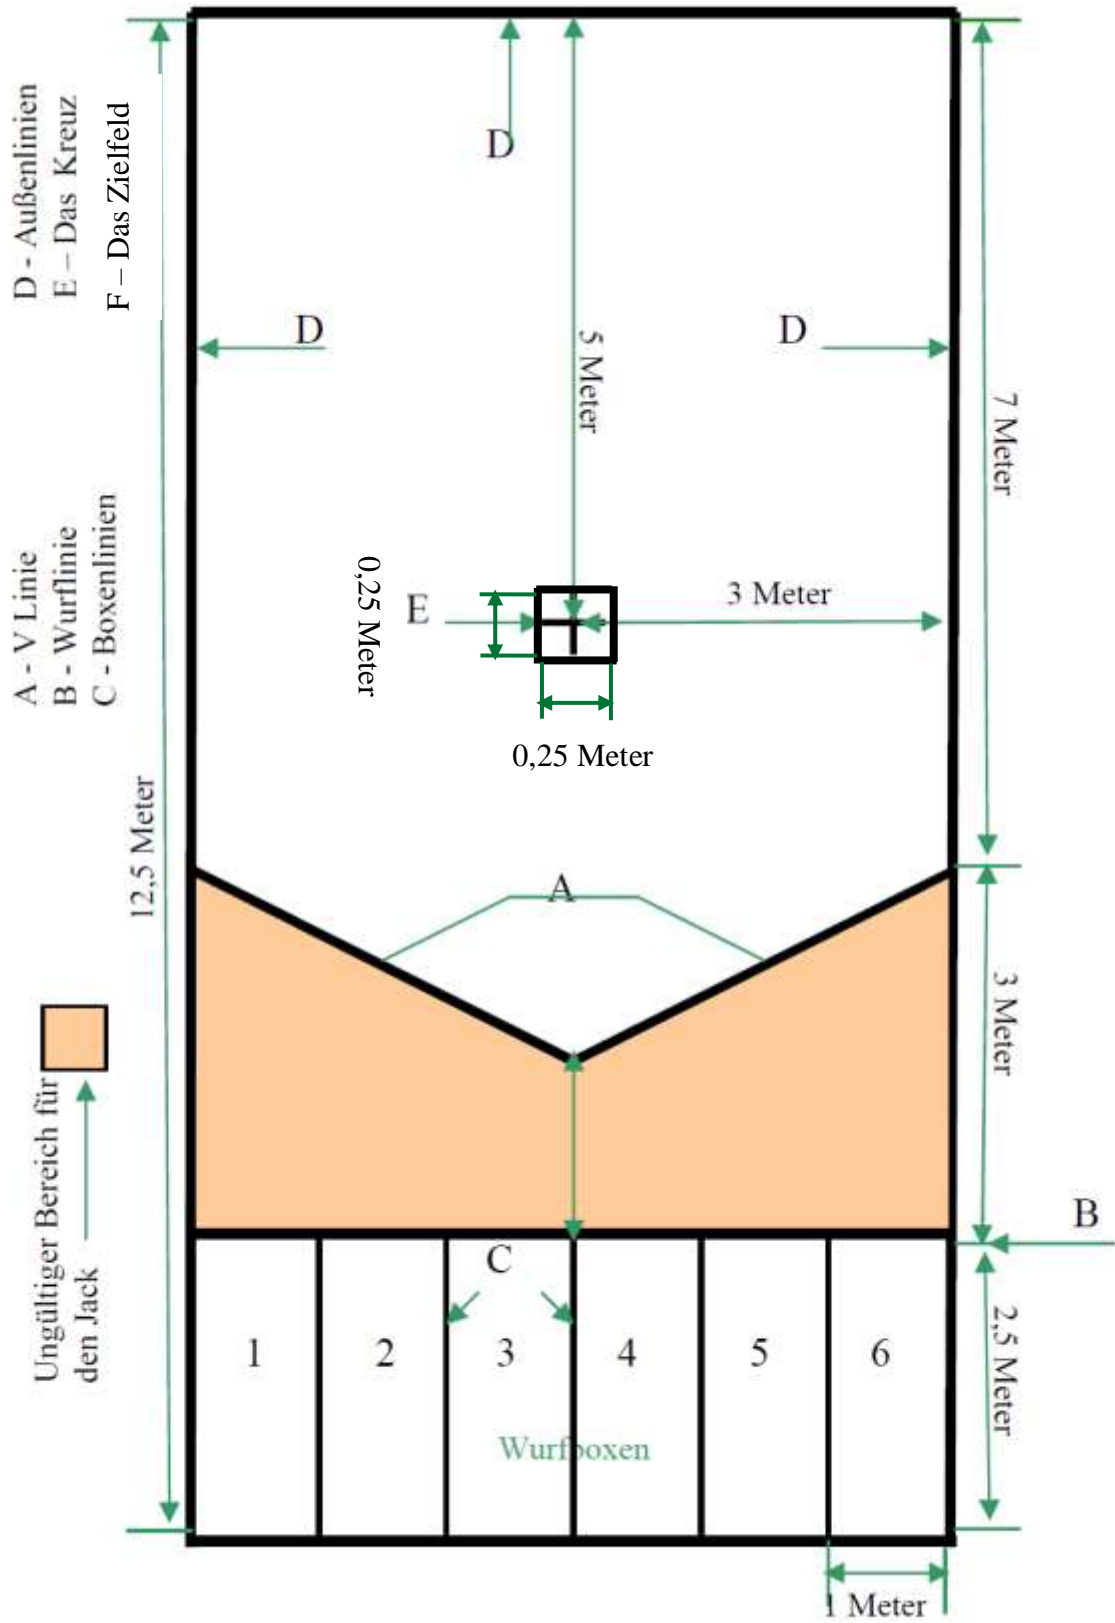 D - Außenlinien
E – Das Kreuz
F – Das Zielfeld
A - V Linie
B - Wurflinie
C - Boxenlinien
Ungültiger Bereich für
den Jack
12,5 Meter
D
D
D
5 Meter
7 Meter
E
0,25 Meter
3 Meter
0,25 Meter
A
3 Meter
B
C
1
2
3
4
5
6
2,5 Meter
Wurfboxen
1 Meter